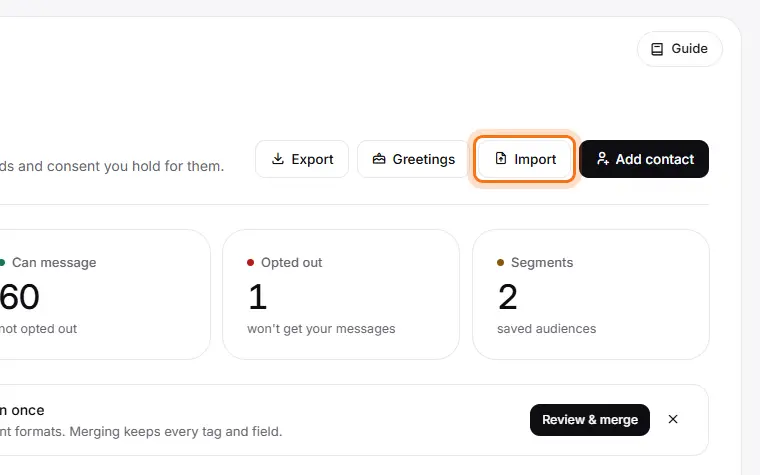 Guide
ds and consent you hold for them.
Export
Greetings
Import
Add contact
Can message
60
not opted out
Opted out
1
won't get your messages
Segments
2
saved audiences
n once
nt formats. Merging keeps every tag and field.
Review & merge